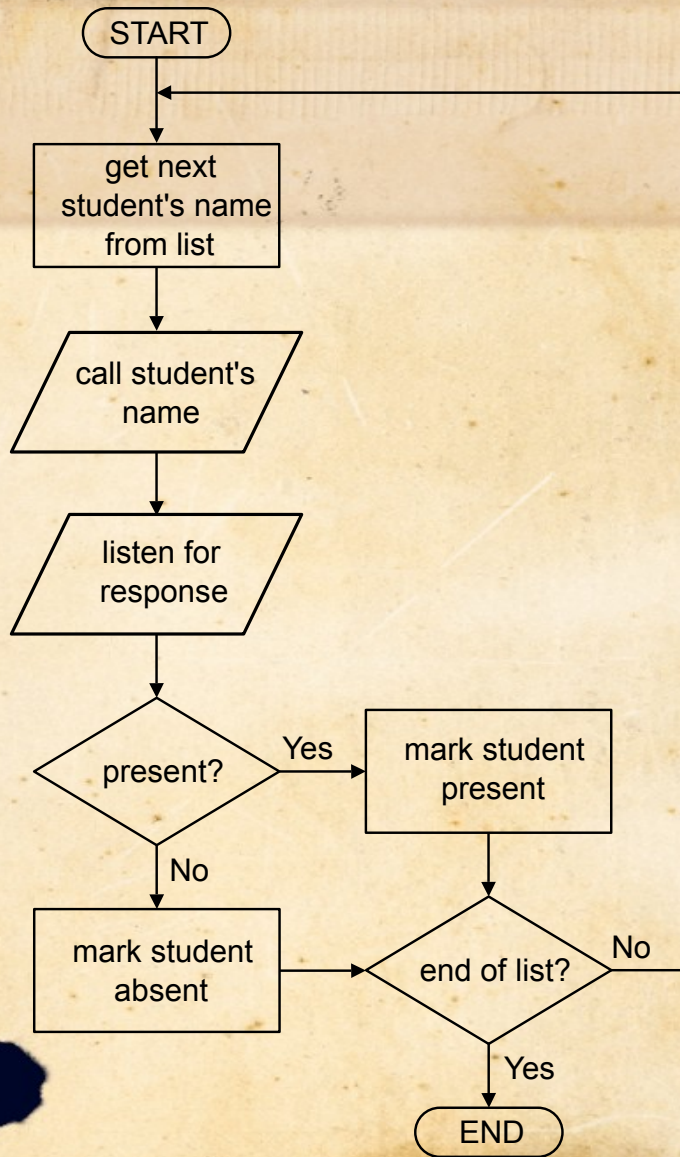 START
get next
student's name
from list
call student's
name
listen for
response
present?
Yes
mark student
present
No
mark student
absent
end of list?
No
Yes
END